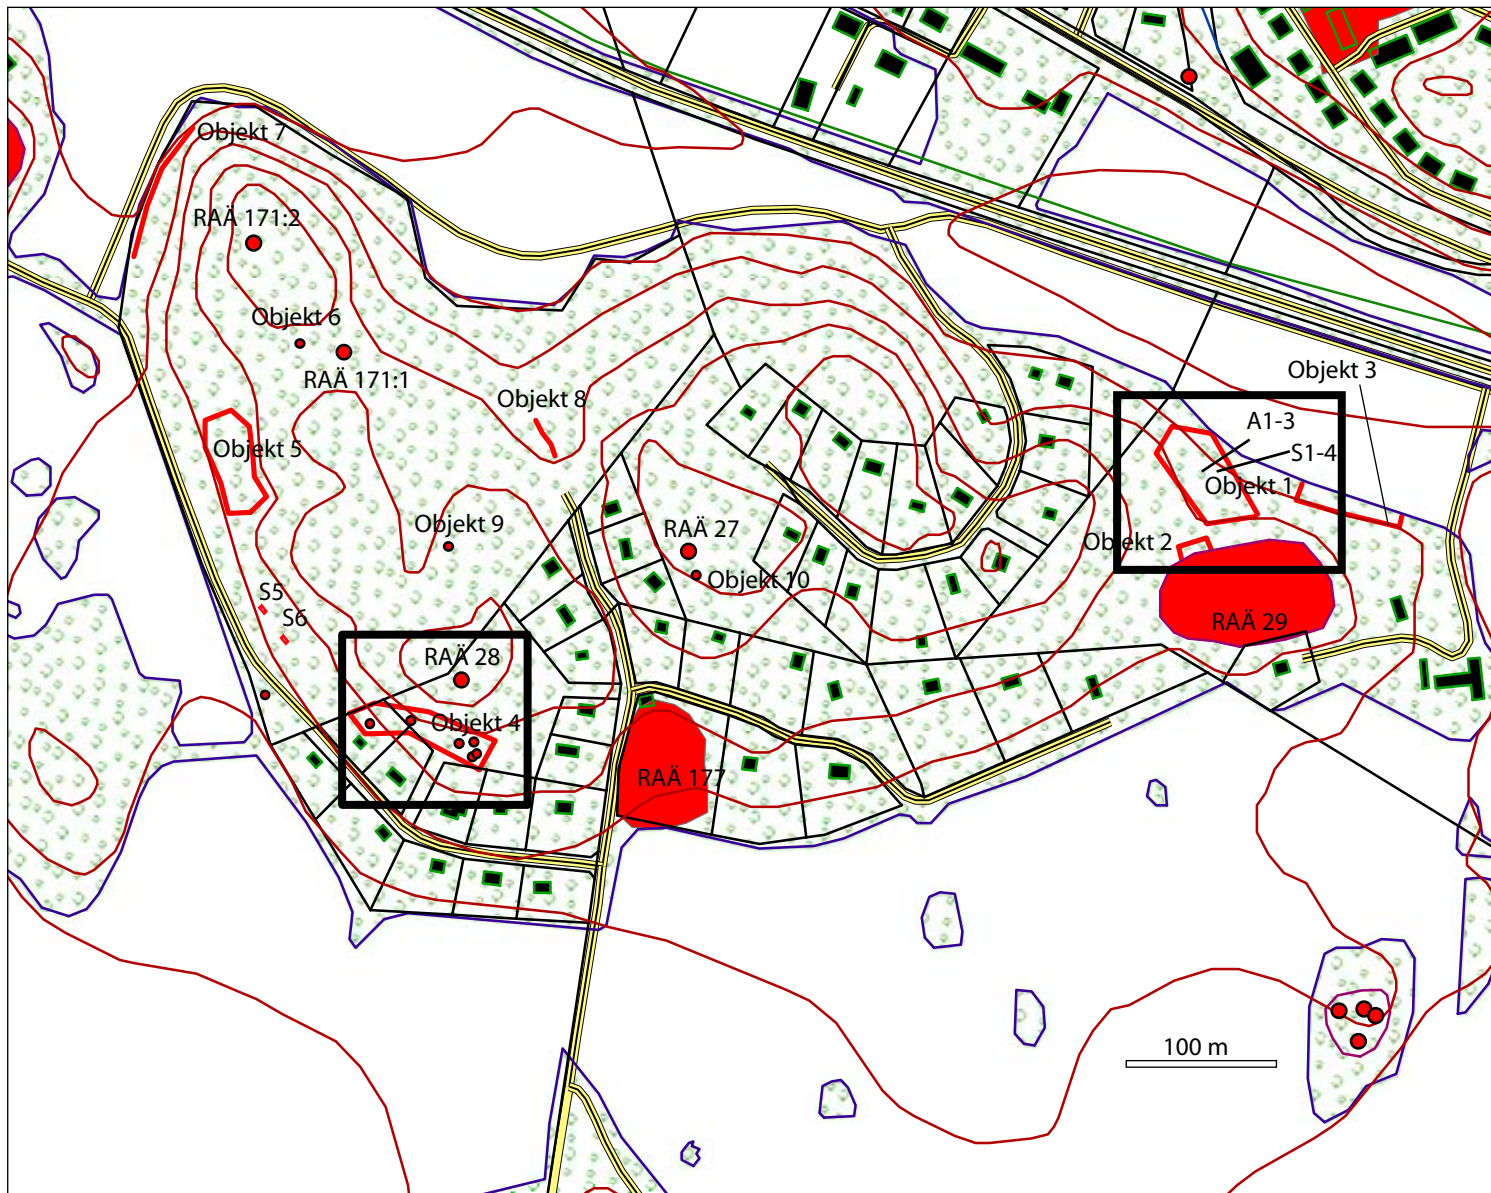 Objekt 7
RAÄ 171:2
Objekt 6
RAÄ 171:1
Objekt 8
Objekt 3
A1-3
S1-4
Objekt 1
Objekt 5
Objekt 9
RAÄ 27
Objekt 2
Objekt 10
S5
S6
RAÄ 29
RAÄ 28
Objekt 4
RAÄ 177
100 m